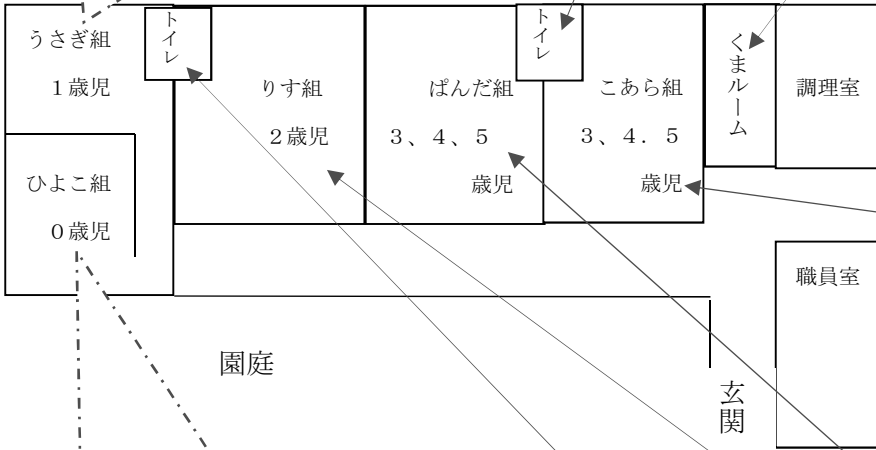 うさぎ組
１歳児
トイレ
りす組
２歳児
ぱんだ組
３、４、５
歳児
トイレ
こあら組
３、４．５
歳児
くまルーム
調理室
ひよこ組
０歳児
職員室
園庭
玄関